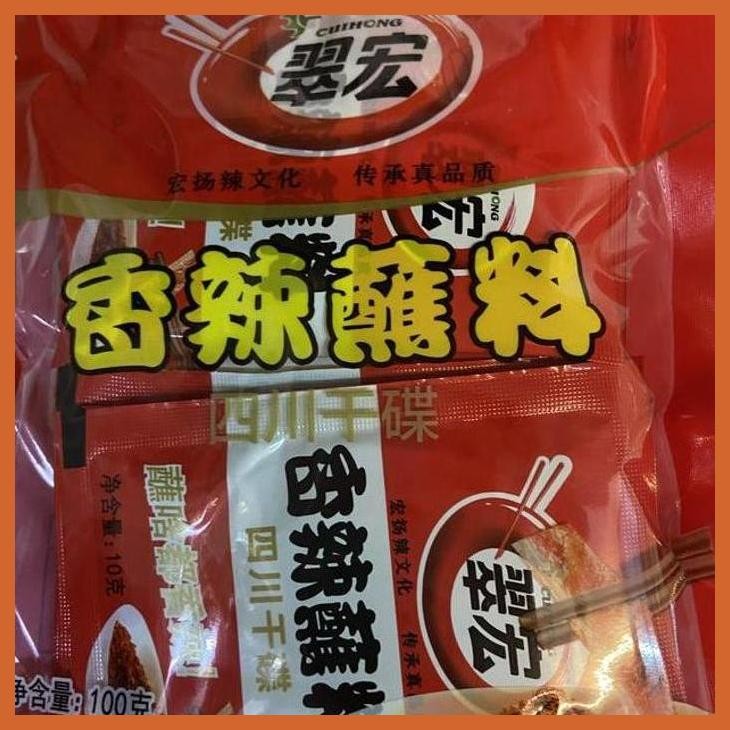 CUIHONG
翠宏
宏扬辣文化 传承真品质
香辣蘸料
四川干碟
香辣蘸料
四川干碟
蘸啥都香
净含量:10克
宏扬辣文化 传承真
翠宏
净含量:100克